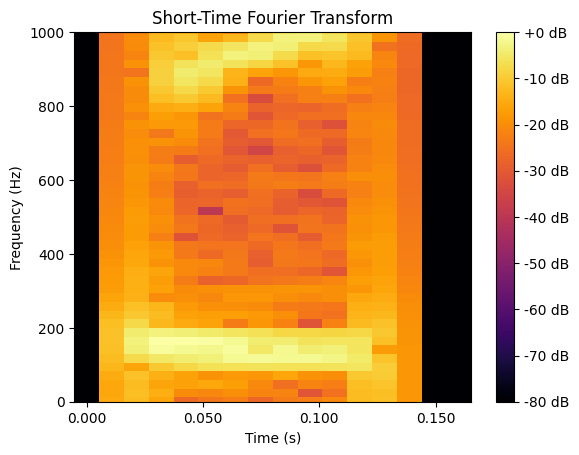 Short-Time Fourier Transform
1000
800
600
400
200
0
Frequency (Hz)
0.000
0.050
0.100
0.150
Time (s)
+0 dB
-10 dB
-20 dB
-30 dB
-40 dB
-50 dB
-60 dB
-70 dB
-80 dB